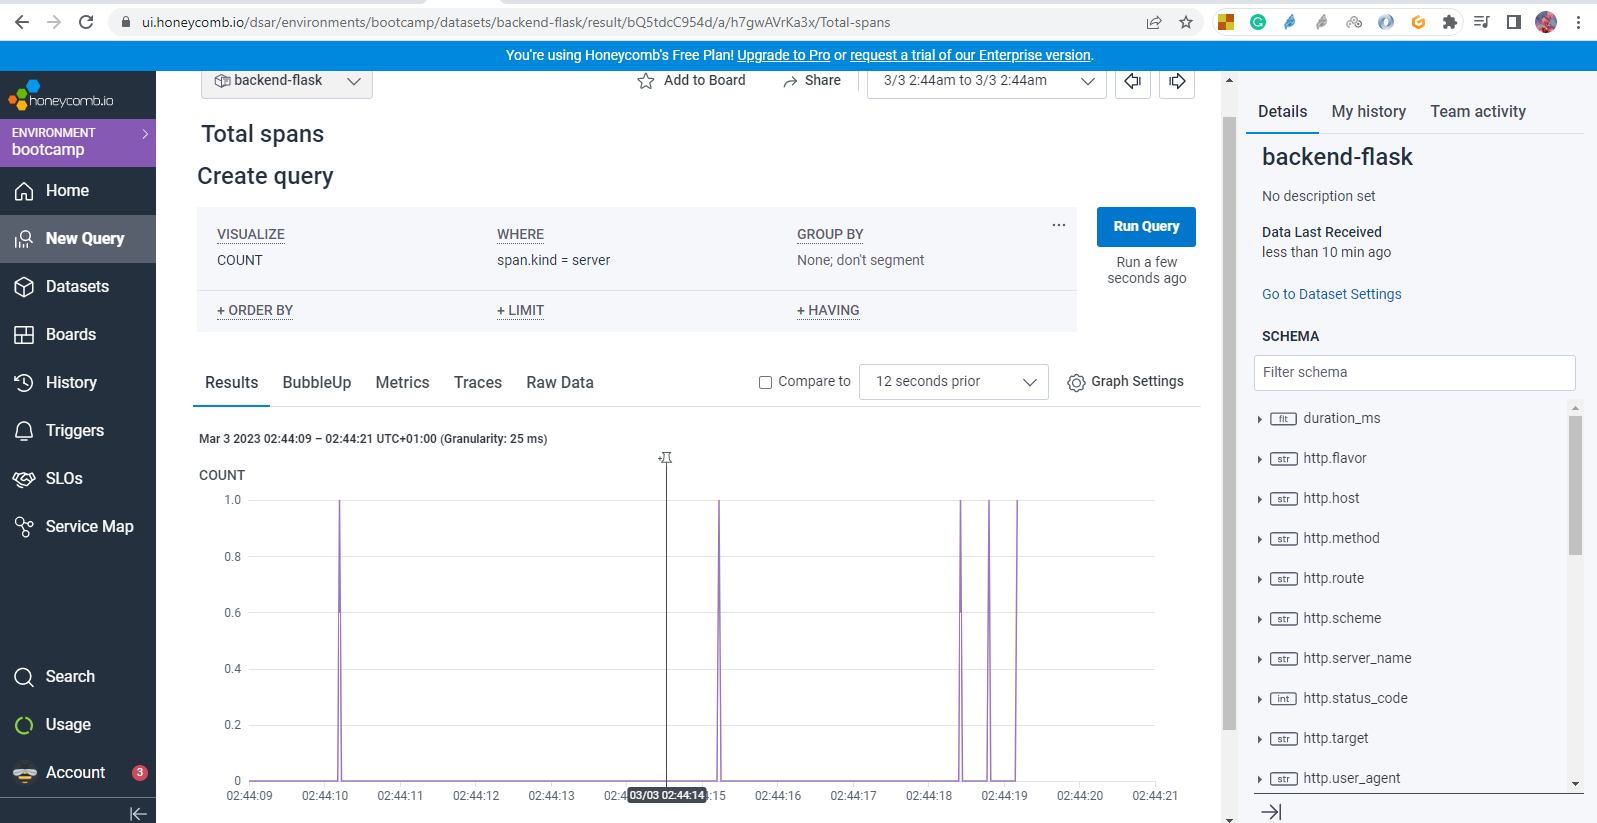 ui.honeycomb.io/dsar/environments/bootcamp/datasets/backend-flask/result/bQ5tdcC954d/a/h7gwAVrKa3x/Total-spans
You're using Honeycomb's Free Plan! Upgrade to Pro or request a trial of our Enterprise version.
honeycomb.io
ENVIRONMENT
bootcamp
Home
New Query
Datasets
Boards
History
Triggers
SLOs
Service Map
Search
Usage
Account 3
backend-flask
Add to Board
Share
3/3 2:44am to 3/3 2:44am
Total spans
Create query
VISUALIZE WHERE GROUP BY
COUNT span.kind = server None; don't segment
+ ORDER BY + LIMIT + HAVING
Run Query
Run a few
seconds ago
Results BubbleUp Metrics Traces Raw Data
Compare to 12 seconds prior Graph Settings
Mar 3 2023 02:44:09 – 02:44:21 UTC+01:00 (Granularity: 25 ms)
COUNT
1.0
0.8
0.6
0.4
0.2
0
02:44:09 02:44:10 02:44:11 02:44:12 02:44:13 02:4 03/03 02:44:14 :15 02:44:16 02:44:17 02:44:18 02:44:19 02:44:20 02:44:21
Details My history Team activity
backend-flask
No description set
Data Last Received
less than 10 min ago
Go to Dataset Settings
SCHEMA
Filter schema
flt duration_ms
str http.flavor
str http.host
str http.method
str http.route
str http.scheme
str http.server_name
int http.status_code
str http.target
str http.user_agent